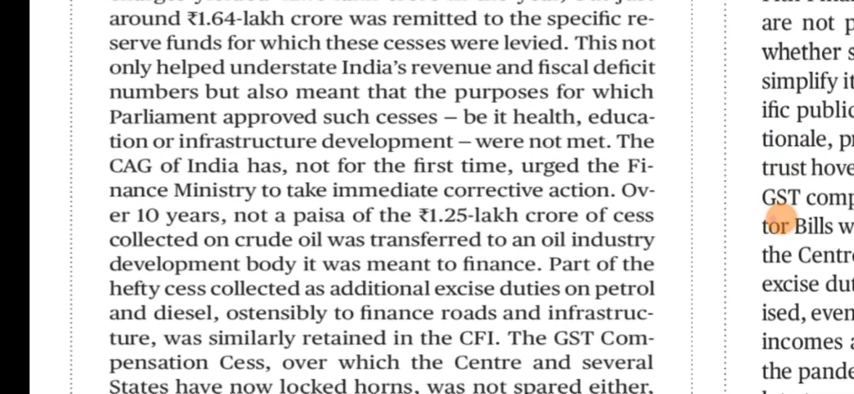 around ₹1.64-lakh crore was remitted to the specific re-
serve funds for which these cesses were levied. This not
only helped understate India's revenue and fiscal deficit
numbers but also meant that the purposes for which
Parliament approved such cesses – be it health, educa-
tion or infrastructure development – were not met. The
CAG of India has, not for the first time, urged the Fi-
nance Ministry to take immediate corrective action. Ov-
er 10 years, not a paisa of the ₹1.25-lakh crore of cess
collected on crude oil was transferred to an oil industry
development body it was meant to finance. Part of the
hefty cess collected as additional excise duties on petrol
and diesel, ostensibly to finance roads and infrastruc-
ture, was similarly retained in the CFI. The GST Com-
pensation Cess, over which the Centre and several
States have now locked horns, was not spared either,
are not p
whether s
simplify it
ific public
tionale, p
trust hove
GST comp
tor Bills w
the Centr
excise dut
ised, even
incomes a
the pande